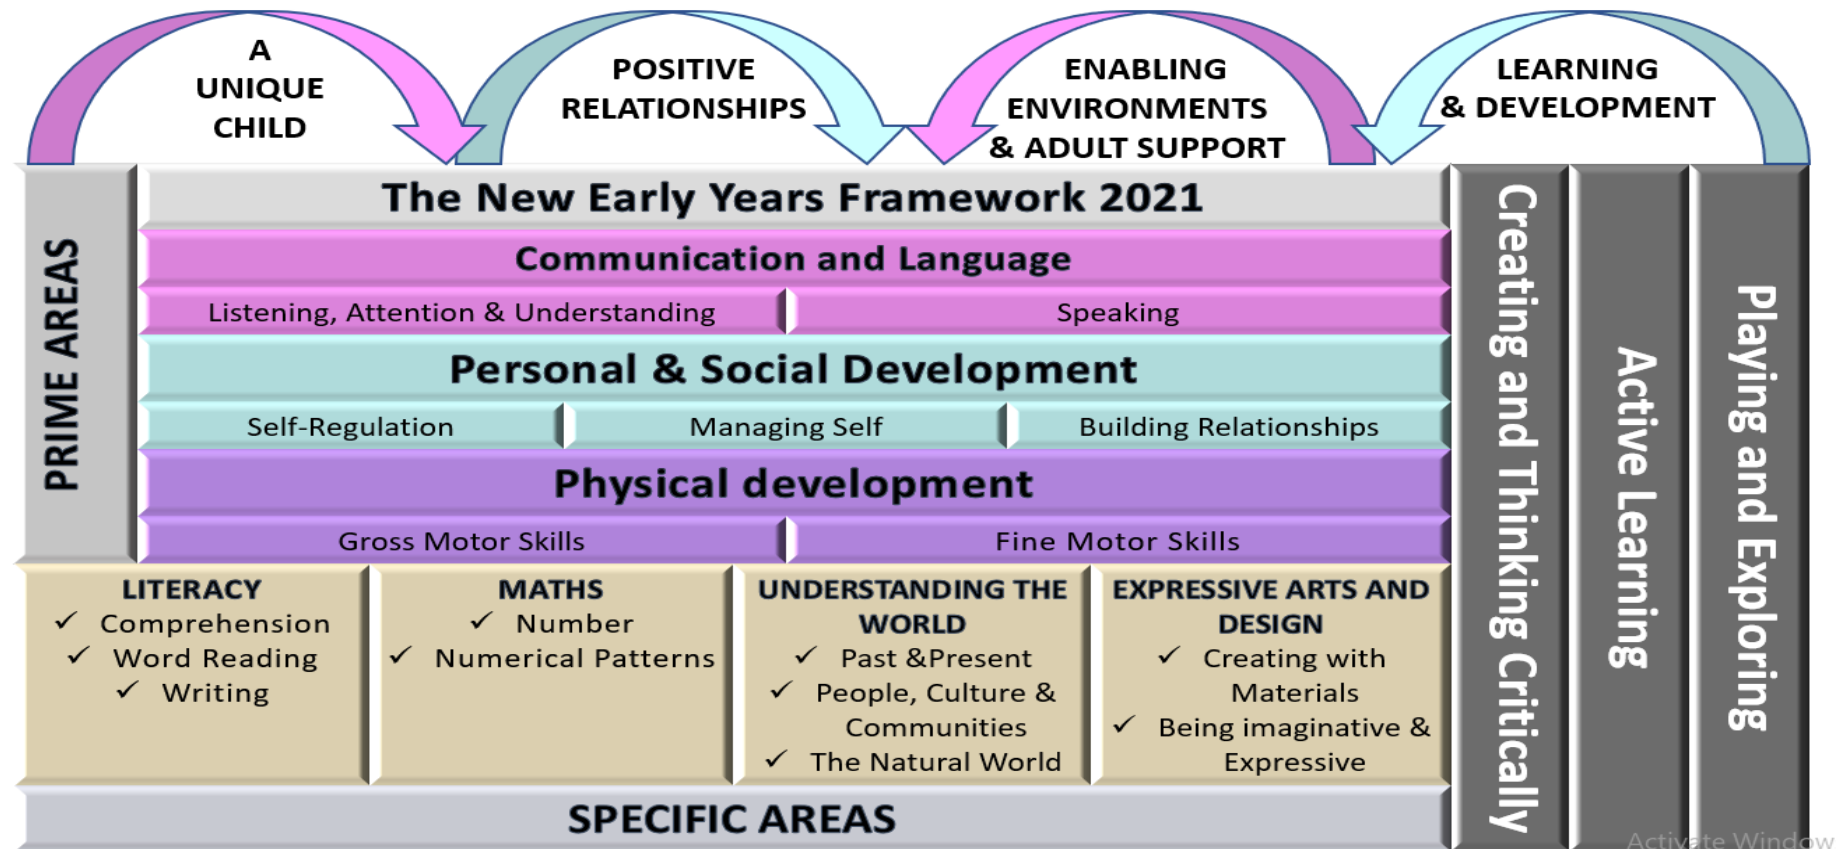 A
UNIQUE
CHILD
POSITIVE
RELATIONSHIPS
ENABLING
ENVIRONMENTS
& ADULT SUPPORT
LEARNING
& DEVELOPMENT
PRIME AREAS
The New Early Years Framework 2021
Communication and Language
Listening, Attention & Understanding
Speaking
Personal & Social Development
Self-Regulation
Managing Self
Building Relationships
Physical development
Gross Motor Skills
Fine Motor Skills
LITERACY
✓ Comprehension
✓ Word Reading
✓ Writing
MATHS
✓ Number
✓ Numerical Patterns
UNDERSTANDING THE
WORLD
✓ Past &Present
✓ People, Culture &
Communities
✓ The Natural World
EXPRESSIVE ARTS AND
DESIGN
✓ Creating with
Materials
✓ Being imaginative &
Expressive
SPECIFIC AREAS
Creating and Thinking Critically
Active Learning
Playing and Exploring
Activate Window